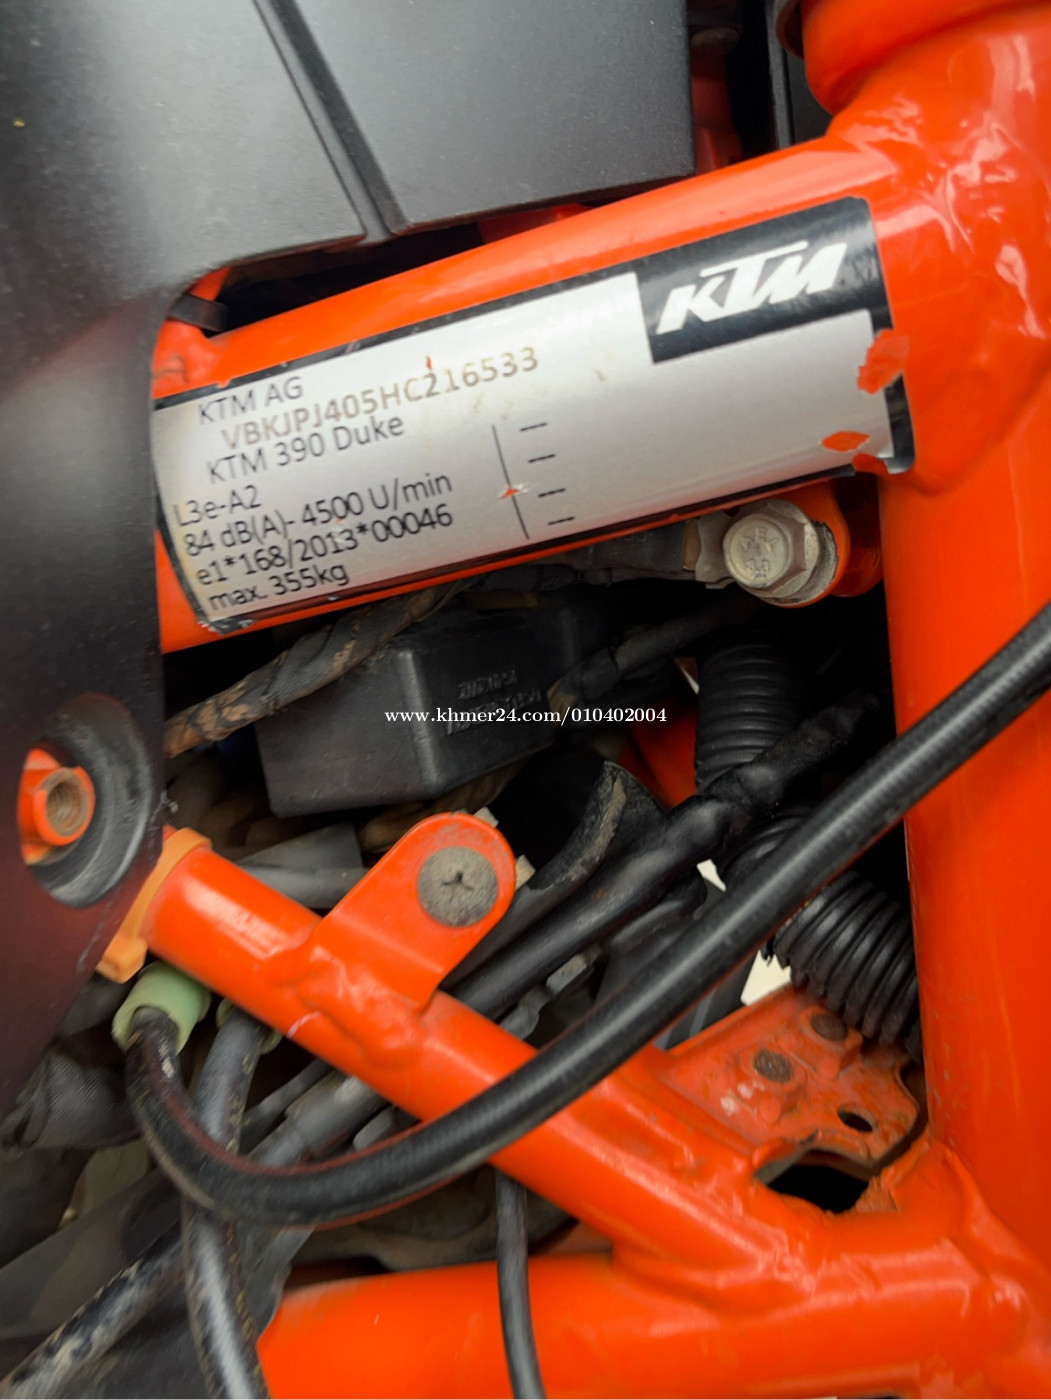 KTM
KTM AG
VBKJPJ405HC216533
KTM 390 Duke
L3e-A2
84 dB(A)- 4500 U/min
e1*168/2013*00046
max. 355kg
www.khmer24.com/010402004